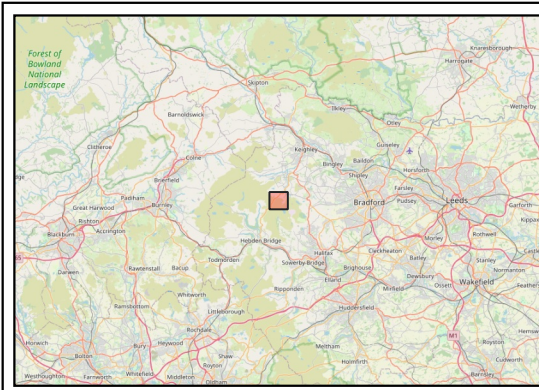 Forest of
Bowland
National
Landscape
Knaresborough
Harrogate
Skipton
Wetherby
Ilkley
Otley
Barnoldswick
Guiseley
Clitheroe
Keighley
Colne
Baildon
Bingley
Horsforth
Shipley
Brierfield
Farsley
Padiham
Bradford
Leeds
Pudsey
Garforth
Great Harwood
Burnley
Rishton
Accrington
Blackburn
Morley
Rothwell
Hebden Bridge
Halifax
Cleckheaton
Batley
Stanley
Todmorden
Sowerby Bridge
Brighouse
Normanton
Darwen
Rawtenstall
Bacup
Dewsbury
Elland
Mirfield
Ossett
Wakefield
Ripponden
Whitworth
Ramsbottom
Littleborough
Huddersfield
Rochdale
M1
Horwich
Bury
Heywood
Shaw
Meltham
Bolton
Royton
Holmfirth
Cudworth
Westhoughton
Farnworth
Whitefield
Middleton
Oldham
Barnsley